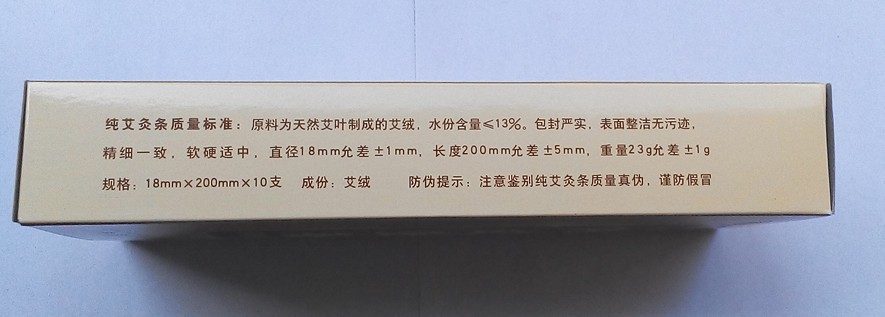 纯艾灸条质量标准：原料为天然艾叶制成的艾绒，水份含量≤13%。包封严实，表面整洁无污迹，
精细一致，软硬适中，直径18mm允差±1mm，长度200mm允差±5mm，重量23g允差±1g
规格：18mm×200mm×10支 成份：艾绒 防伪提示：注意鉴别纯艾灸条质量真伪，谨防假冒